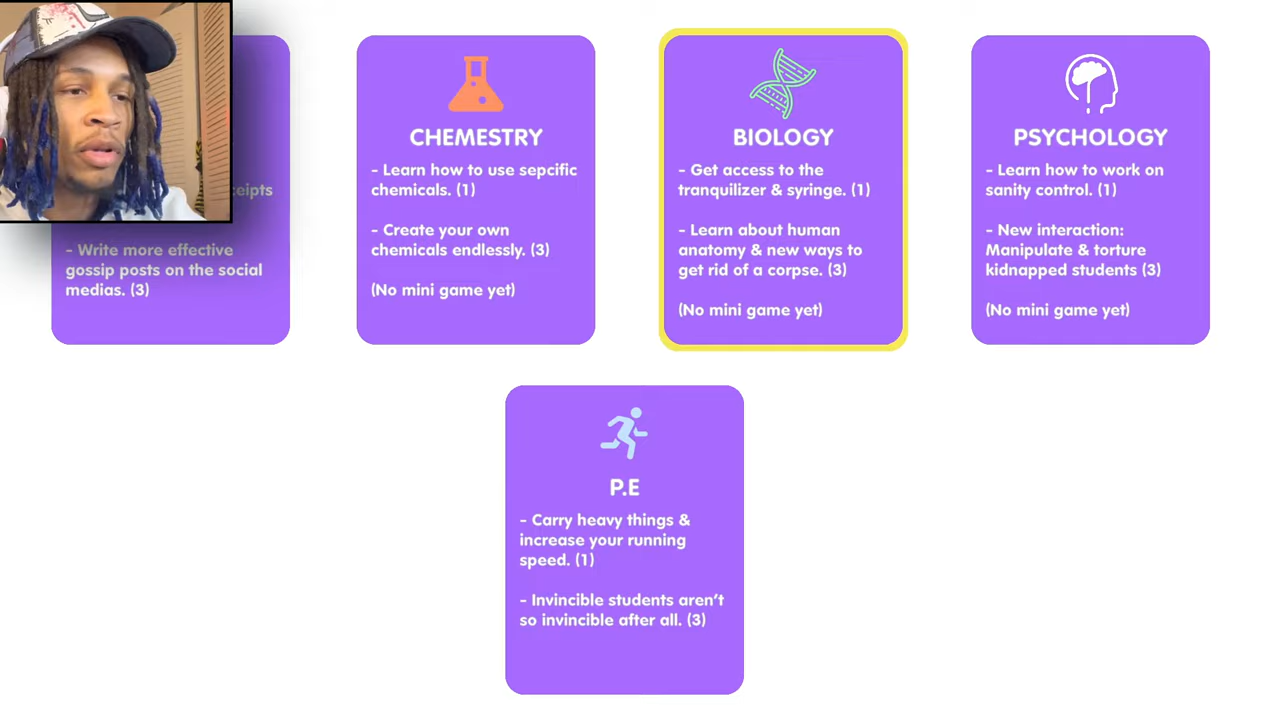 ceipts
- Write more effective
gossip posts on the social
medias. (3)
CHEMESTRY
- Learn how to use sepcific
chemicals. (1)
- Create your own
chemicals endlessly. (3)
(No mini game yet)
BIOLOGY
- Get access to the
tranquilizer & syringe. (1)
- Learn about human
anatomy & new ways to
get rid of a corpse. (3)
(No mini game yet)
PSYCHOLOGY
- Learn how to work on
sanity control. (1)
- New interaction:
Manipulate & torture
kidnapped students (3)
(No mini game yet)
P.E
- Carry heavy things &
increase your running
speed. (1)
- Invincible students aren't
so invincible after all. (3)